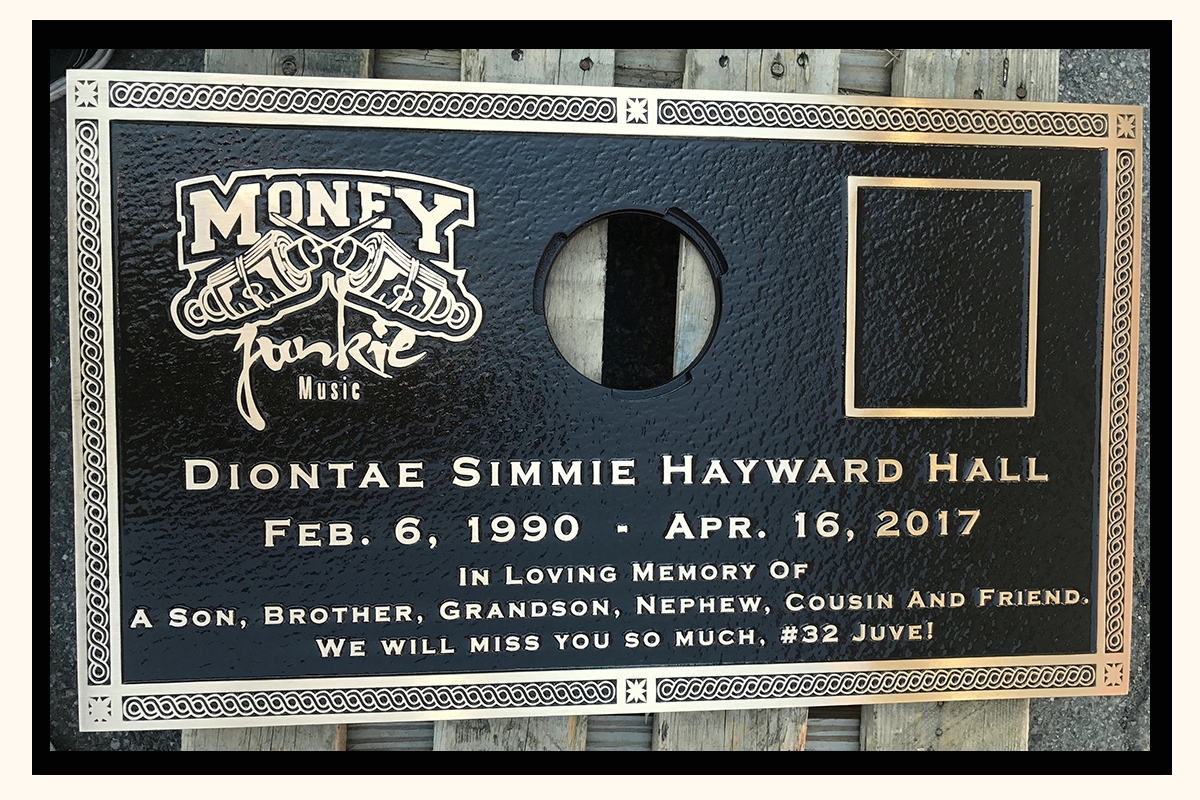 MONEY
junkie
Music
DIONTAE SIMMIE HAYWARD HALL
FEB. 6, 1990 - APR. 16, 2017
IN LOVING MEMORY OF
A SON, BROTHER, GRANDSON, NEPHEW, COUSIN AND FRIEND.
WE WILL MISS YOU SO MUCH, #32 JUVE!